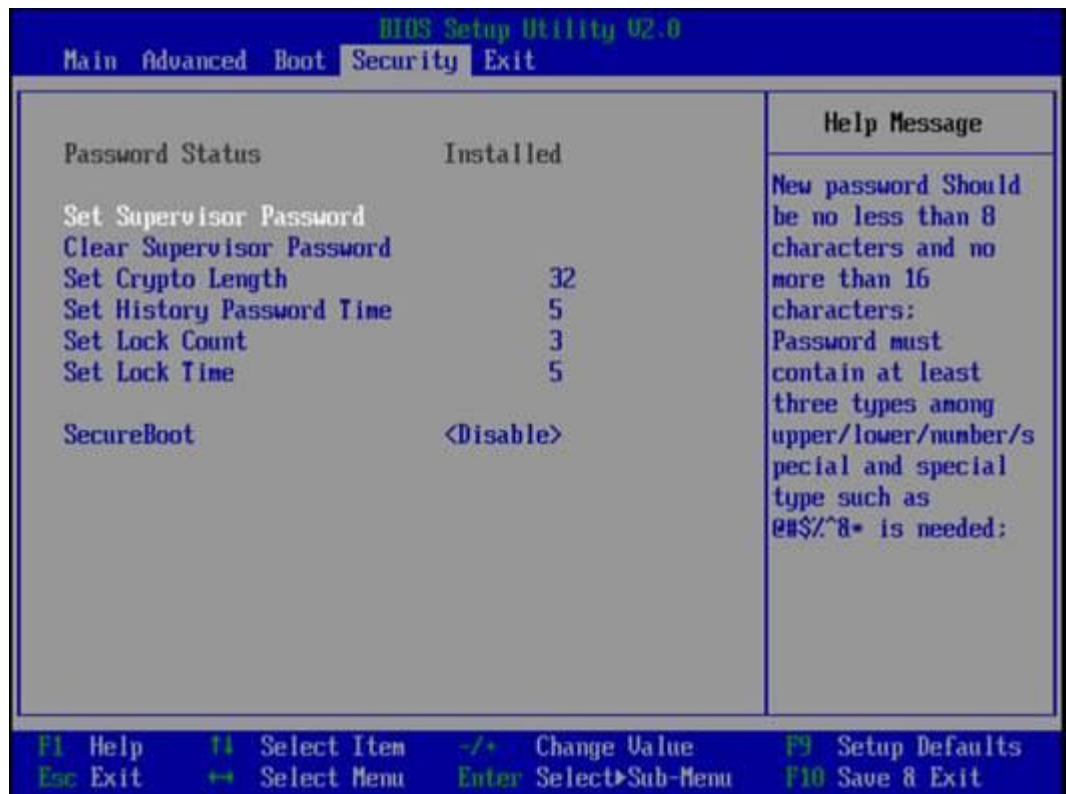 BIOS Setup Utility V2.0
Main Advanced Boot Security Exit
Password Status Installed
Set Supervisor Password
Clear Supervisor Password
Set Crypto Length 32
Set History Password Time 5
Set Lock Count 3
Set Lock Time 5
SecureBoot <Disable>
Help Message
New password Should
be no less than 8
characters and no
more than 16
characters;
Password must
contain at least
three types among
upper/lower/number/s
pecial and special
type such as
@#$%^&* is needed;
F1 Help ↑↓ Select Item -/+ Change Value F9 Setup Defaults
Esc Exit ↔ Select Menu Enter Select▶Sub-Menu F10 Save & Exit